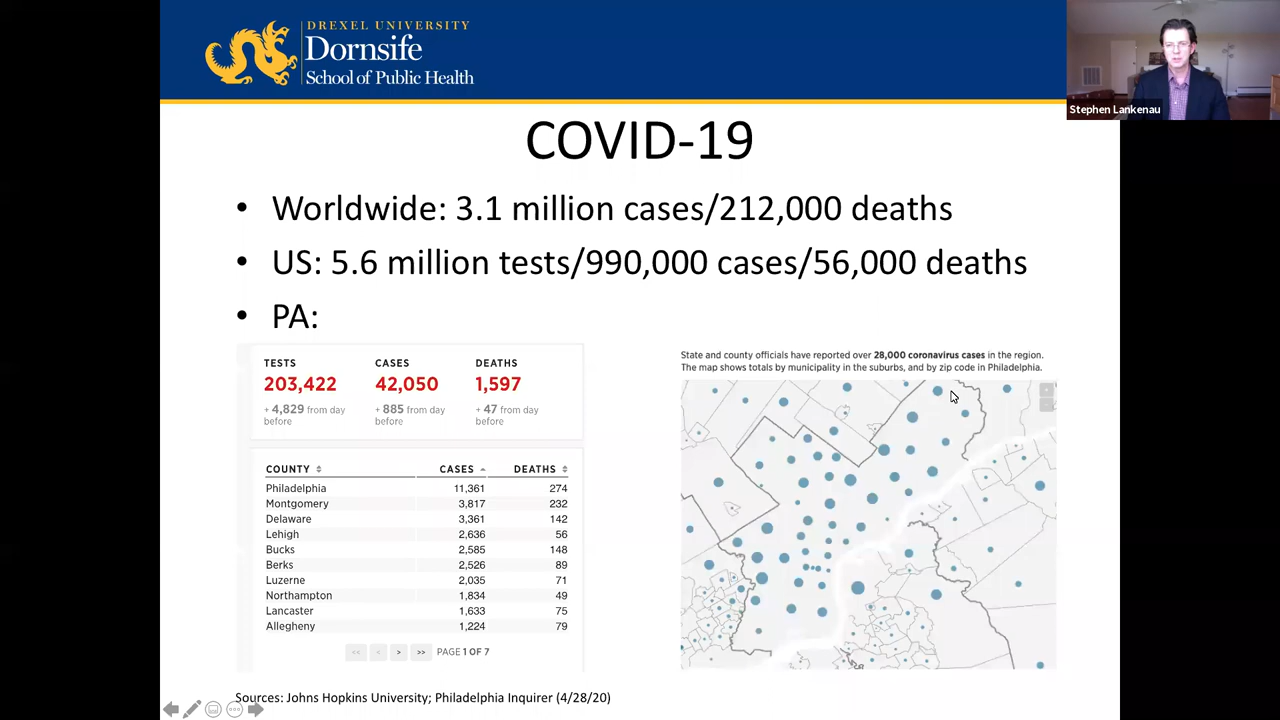 DREXEL UNIVERSITY
Dornsife
School of Public Health
Stephen Lankenau
COVID-19
• Worldwide: 3.1 million cases/212,000 deaths
• US: 5.6 million tests/990,000 cases/56,000 deaths
• PA:
TESTS CASES DEATHS
203,422 42,050 1,597
+ 4,829 from day before + 885 from day before + 47 from day before
COUNTY CASES DEATHS
Philadelphia 11,361 274
Montgomery 3,817 232
Delaware 3,361 142
Lehigh 2,636 56
Bucks 2,585 148
Berks 2,526 89
Luzerne 2,035 71
Northampton 1,834 49
Lancaster 1,633 75
Allegheny 1,224 79
<< < > >> PAGE 1 OF 7
State and county officials have reported over 28,000 coronavirus cases in the region.
The map shows totals by municipality in the suburbs, and by zip code in Philadelphia.
Sources: Johns Hopkins University; Philadelphia Inquirer (4/28/20)